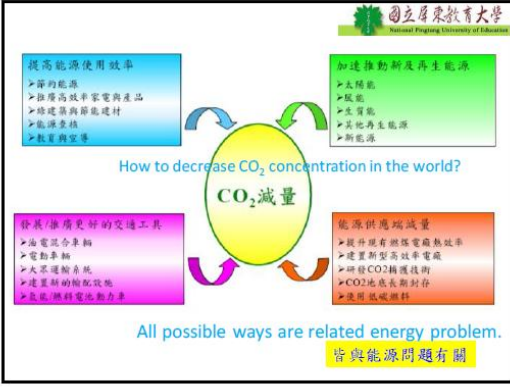 國立屏東教育大學
National Pingtung University of Education
提高能源使用效率
➢節約能源
➢推廣高效率家電與產品
➢綠建築與節能建材
➢能源查核
➢教育與宣導
加速推動新及再生能源
➢太陽能
➢風能
➢生質能
➢其他再生能源
➢新能源
How to decrease CO₂ concentration in the world?
CO₂減量
發展/推廣更好的交通工具
➢油電混合車輛
➢電動車輛
➢大眾運輸系統
➢建置新的輸配設施
➢氫能/燃料電池動力車
能源供應端減量
➢提升現有燃煤電廠熱效率
➢建置新型高效率電廠
➢研發CO2捕獲技術
➢CO2地底長期封存
➢使用低碳燃料
All possible ways are related energy problem.
皆與能源問題有關